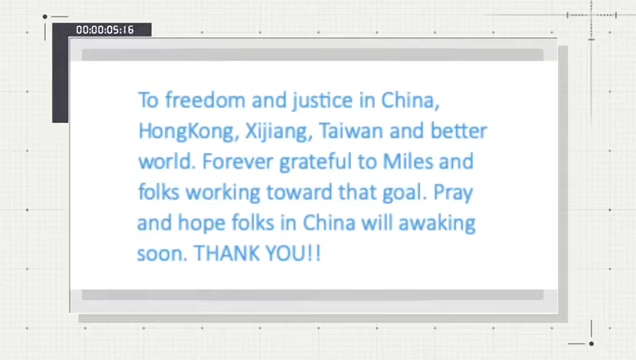 00:00:05:16
To freedom and justice in China,
HongKong, Xijiang, Taiwan and better
world. Forever grateful to Miles and
folks working toward that goal. Pray
and hope folks in China will awaking
soon. THANK YOU!!